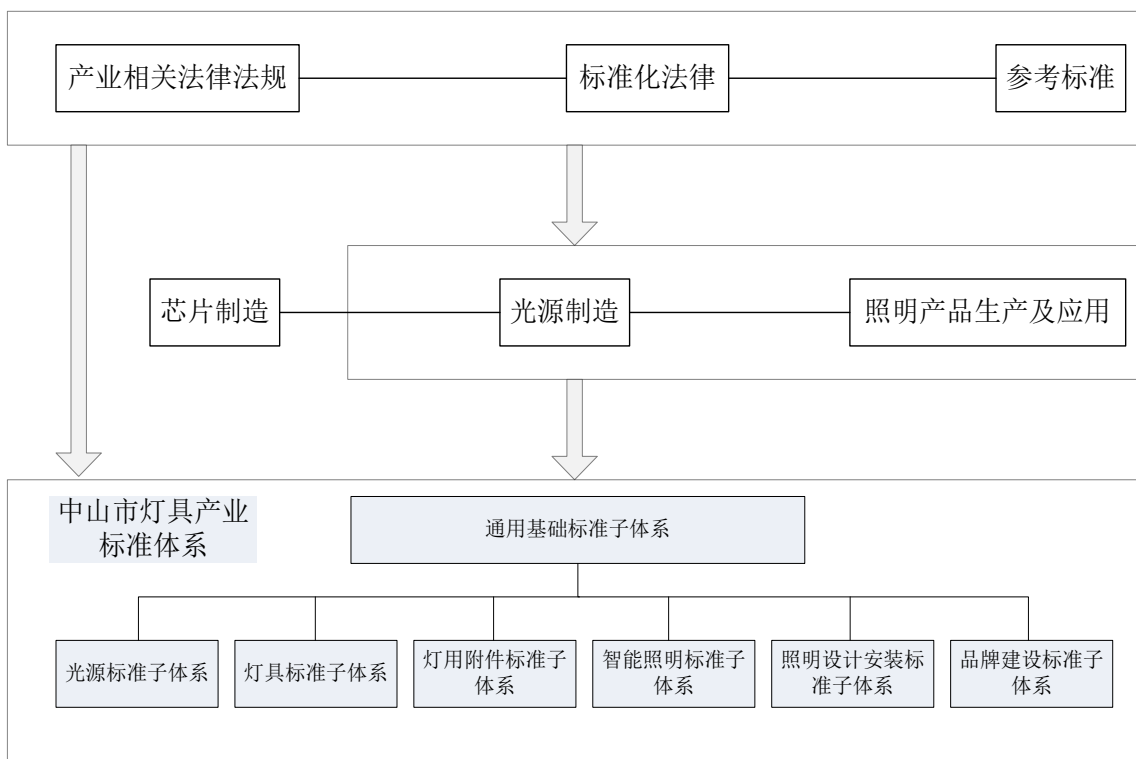 产业相关法律法规
标准化法律
参考标准
芯片制造
光源制造
照明产品生产及应用
中山市灯具产业
标准体系
通用基础标准子体系
光源标准子体系
灯具标准子体系
灯用附件标准子
体系
智能照明标准子
体系
照明设计安装标
准子体系
品牌建设标准子
体系